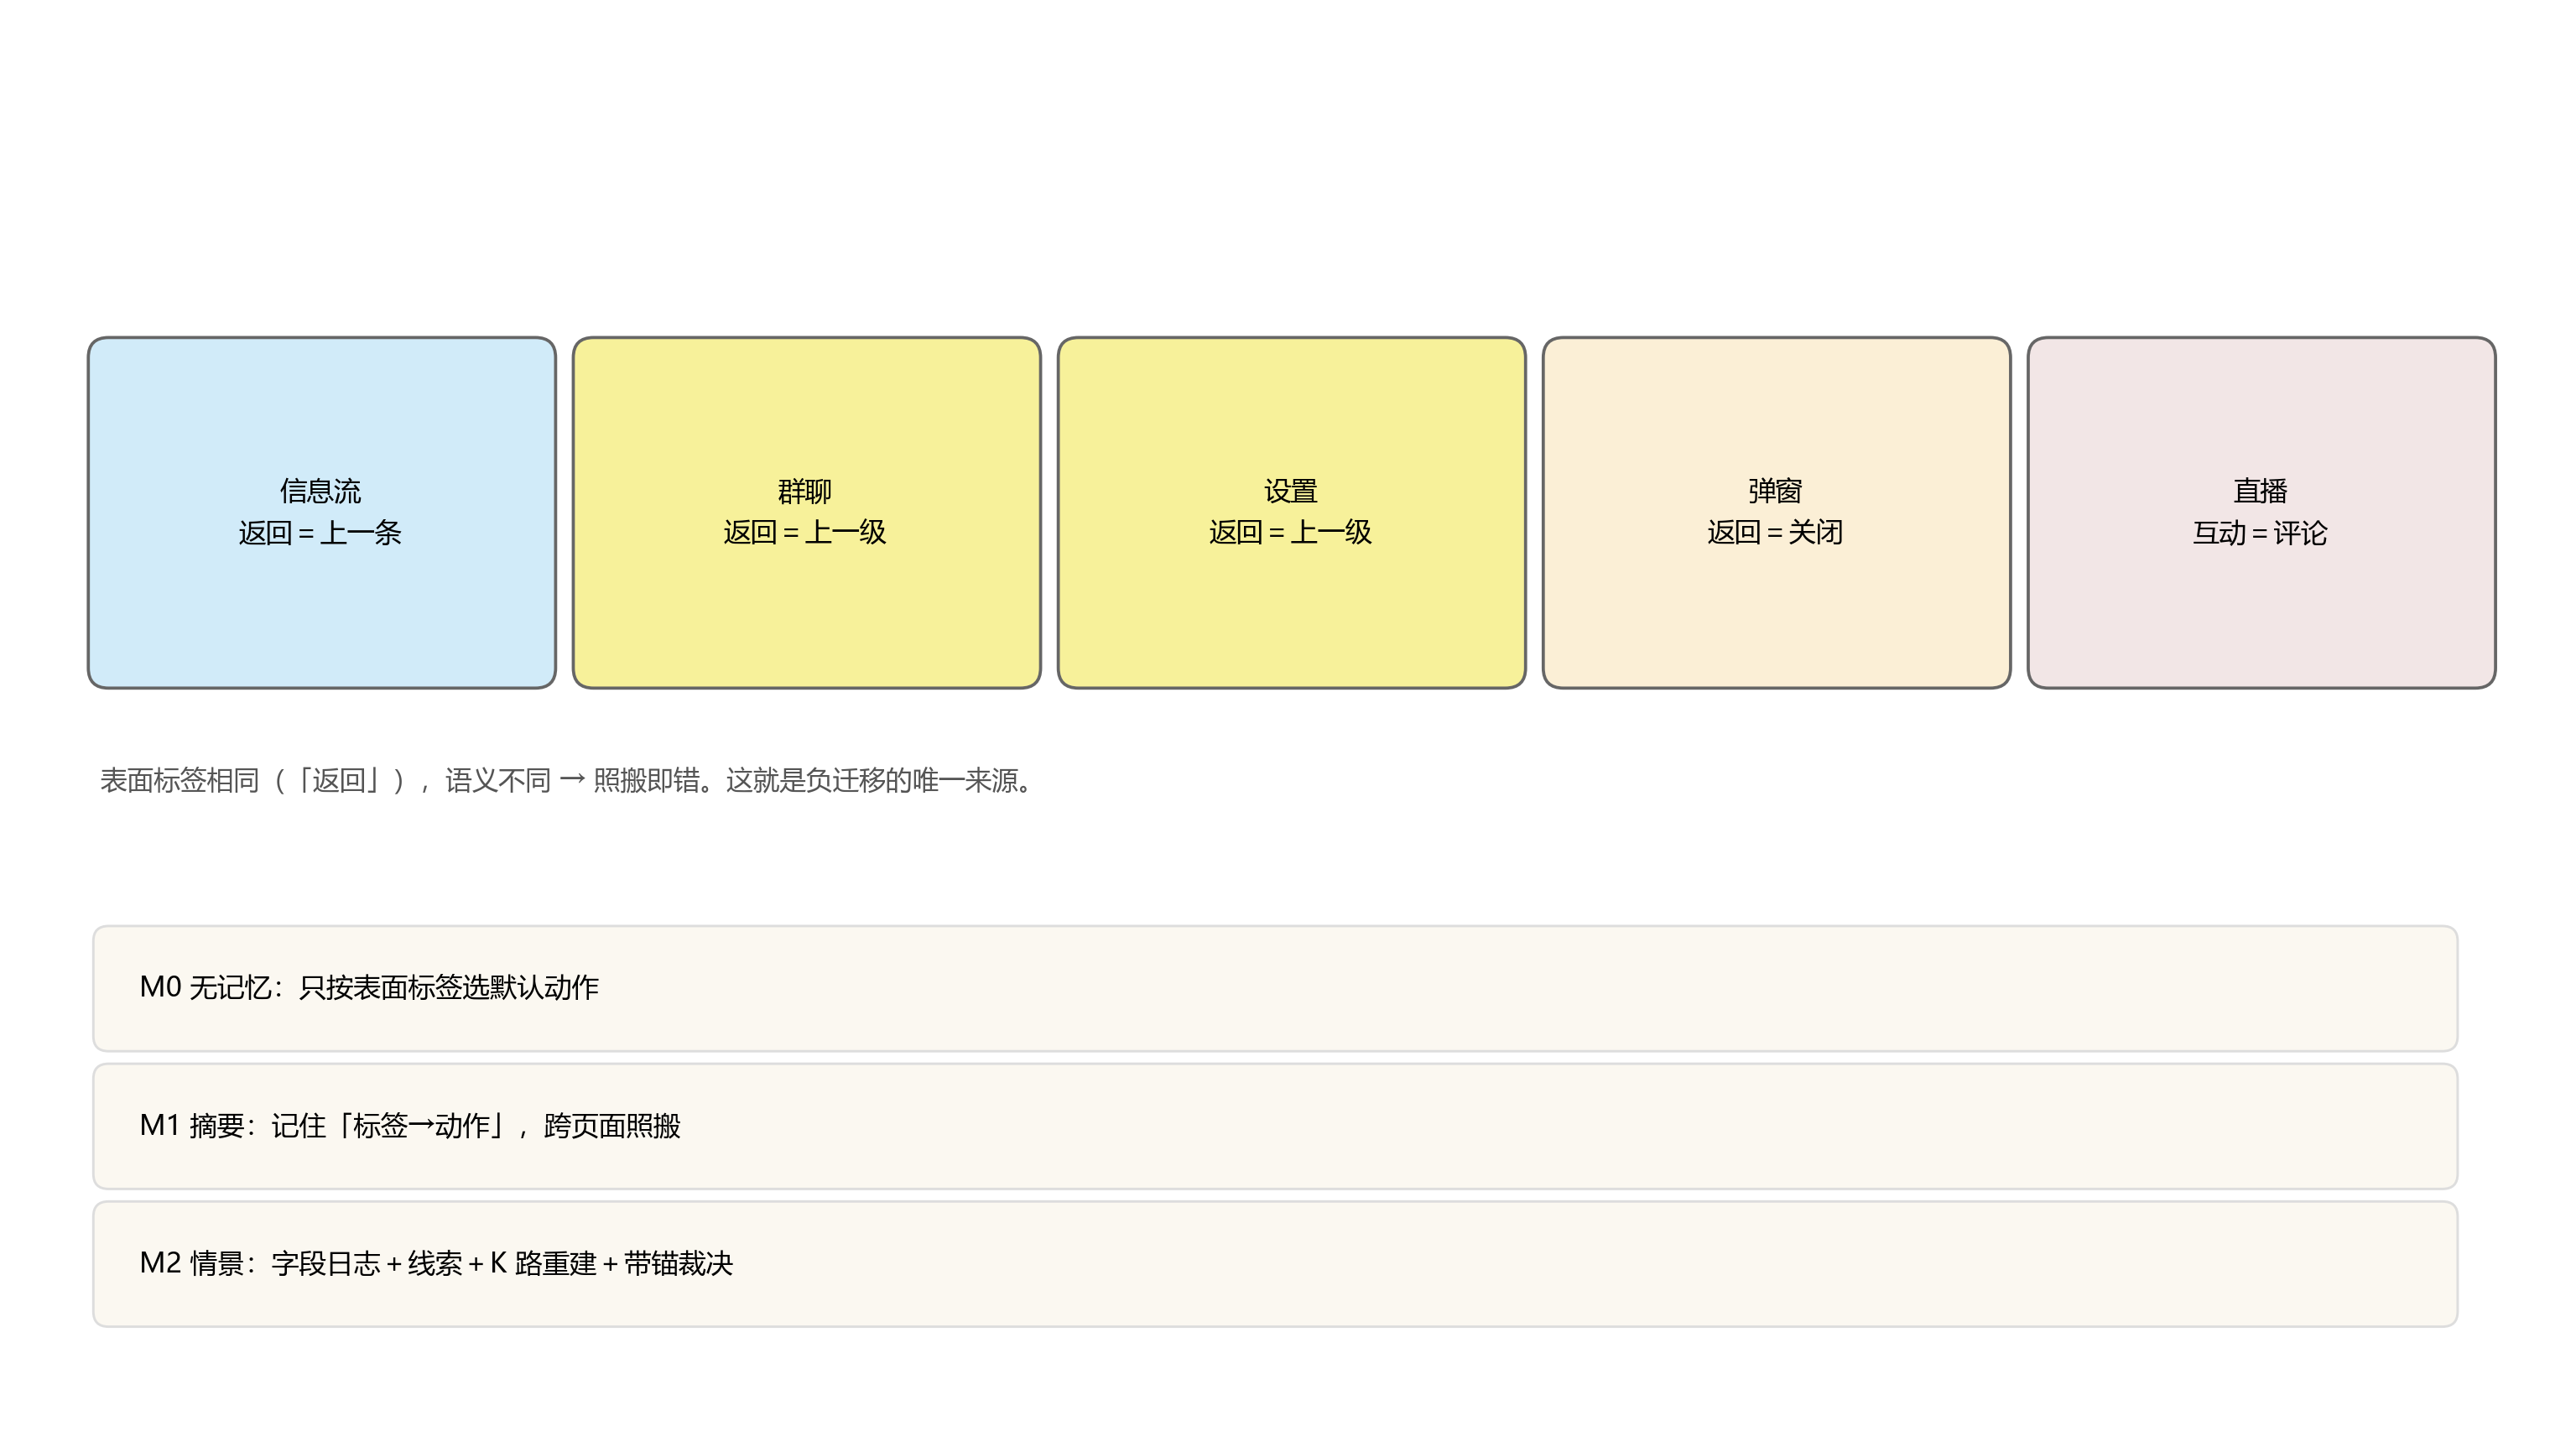 信息流
返回 = 上一条
群聊
返回 = 上一级
设置
返回 = 上一级
弹窗
返回 = 关闭
直播
互动 = 评论
表面标签相同（「返回」），语义不同 → 照搬即错。这就是负迁移的唯一来源。
M0 无记忆：只按表面标签选默认动作
M1 摘要：记住「标签→动作」，跨页面照搬
M2 情景：字段日志 + 线索 + K 路重建 + 带锚裁决